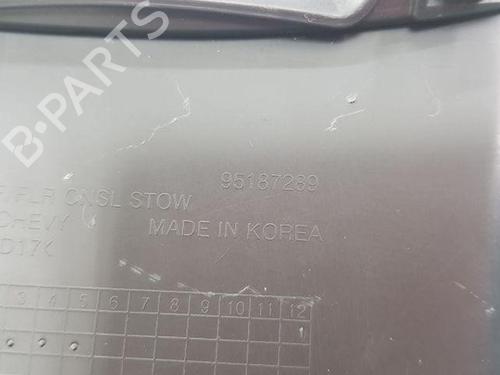 B-PARTS
95187289
FLR CNSL STOW
CHEVY
MADE IN KOREA
D17K
3 4 5 6 7 8 9 10 11 12